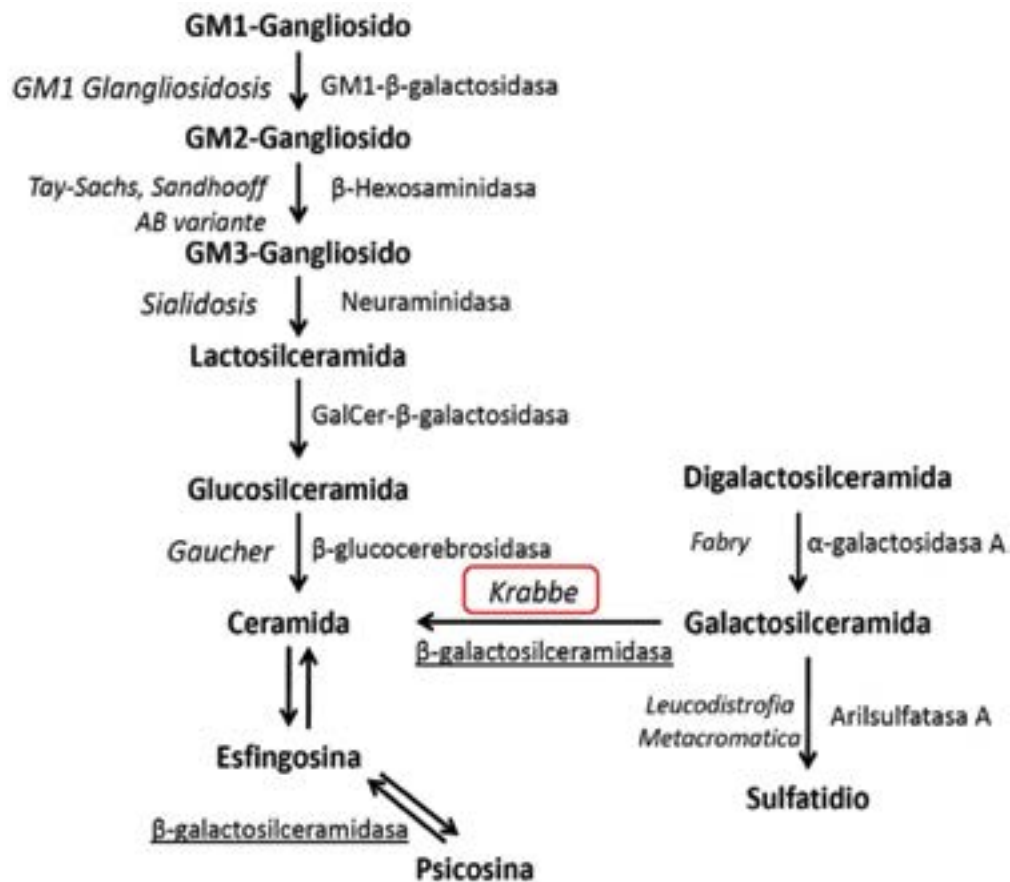 GM1-Gangliosido
GM1 Glangliosidosis
GM1-β-galactosidasa
GM2-Gangliosido
Tay-Sachs, Sandhooff
AB variante
β-Hexosaminidasa
GM3-Gangliosido
Sialidosis
Neuraminidasa
Lactosilceramida
GalCer-β-galactosidasa
Glucosilceramida
Digalactosilceramida
Gaucher
β-glucocerebrosidasa
Fabry
α-galactosidasa A
Krabbe
Ceramida
Galactosilceramida
β-galactosilceramidasa
Leucodistrofia
Metacromatica
Arilsulfatasa A
Esfingosina
Sulfatidio
β-galactosilceramidasa
Psicosina